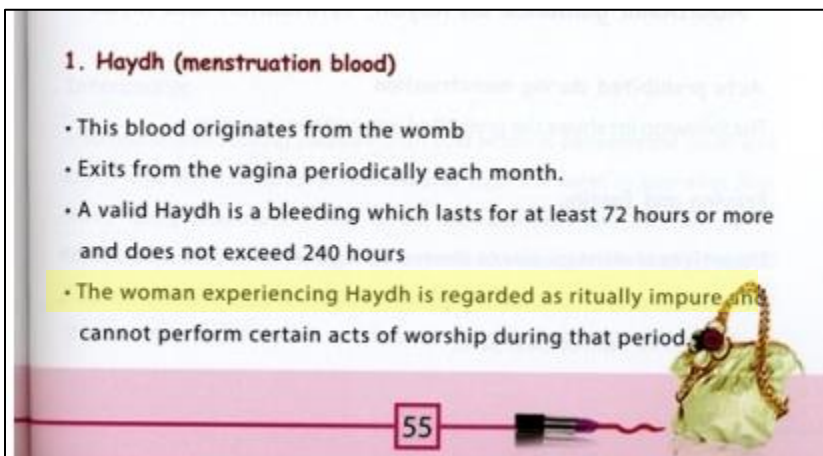 1. Haydh (menstruation blood)
• This blood originates from the womb
• Exits from the vagina periodically each month.
• A valid Haydh is a bleeding which lasts for at least 72 hours or more
and does not exceed 240 hours
• The woman experiencing Haydh is regarded as ritually impure and
cannot perform certain acts of worship during that period
55